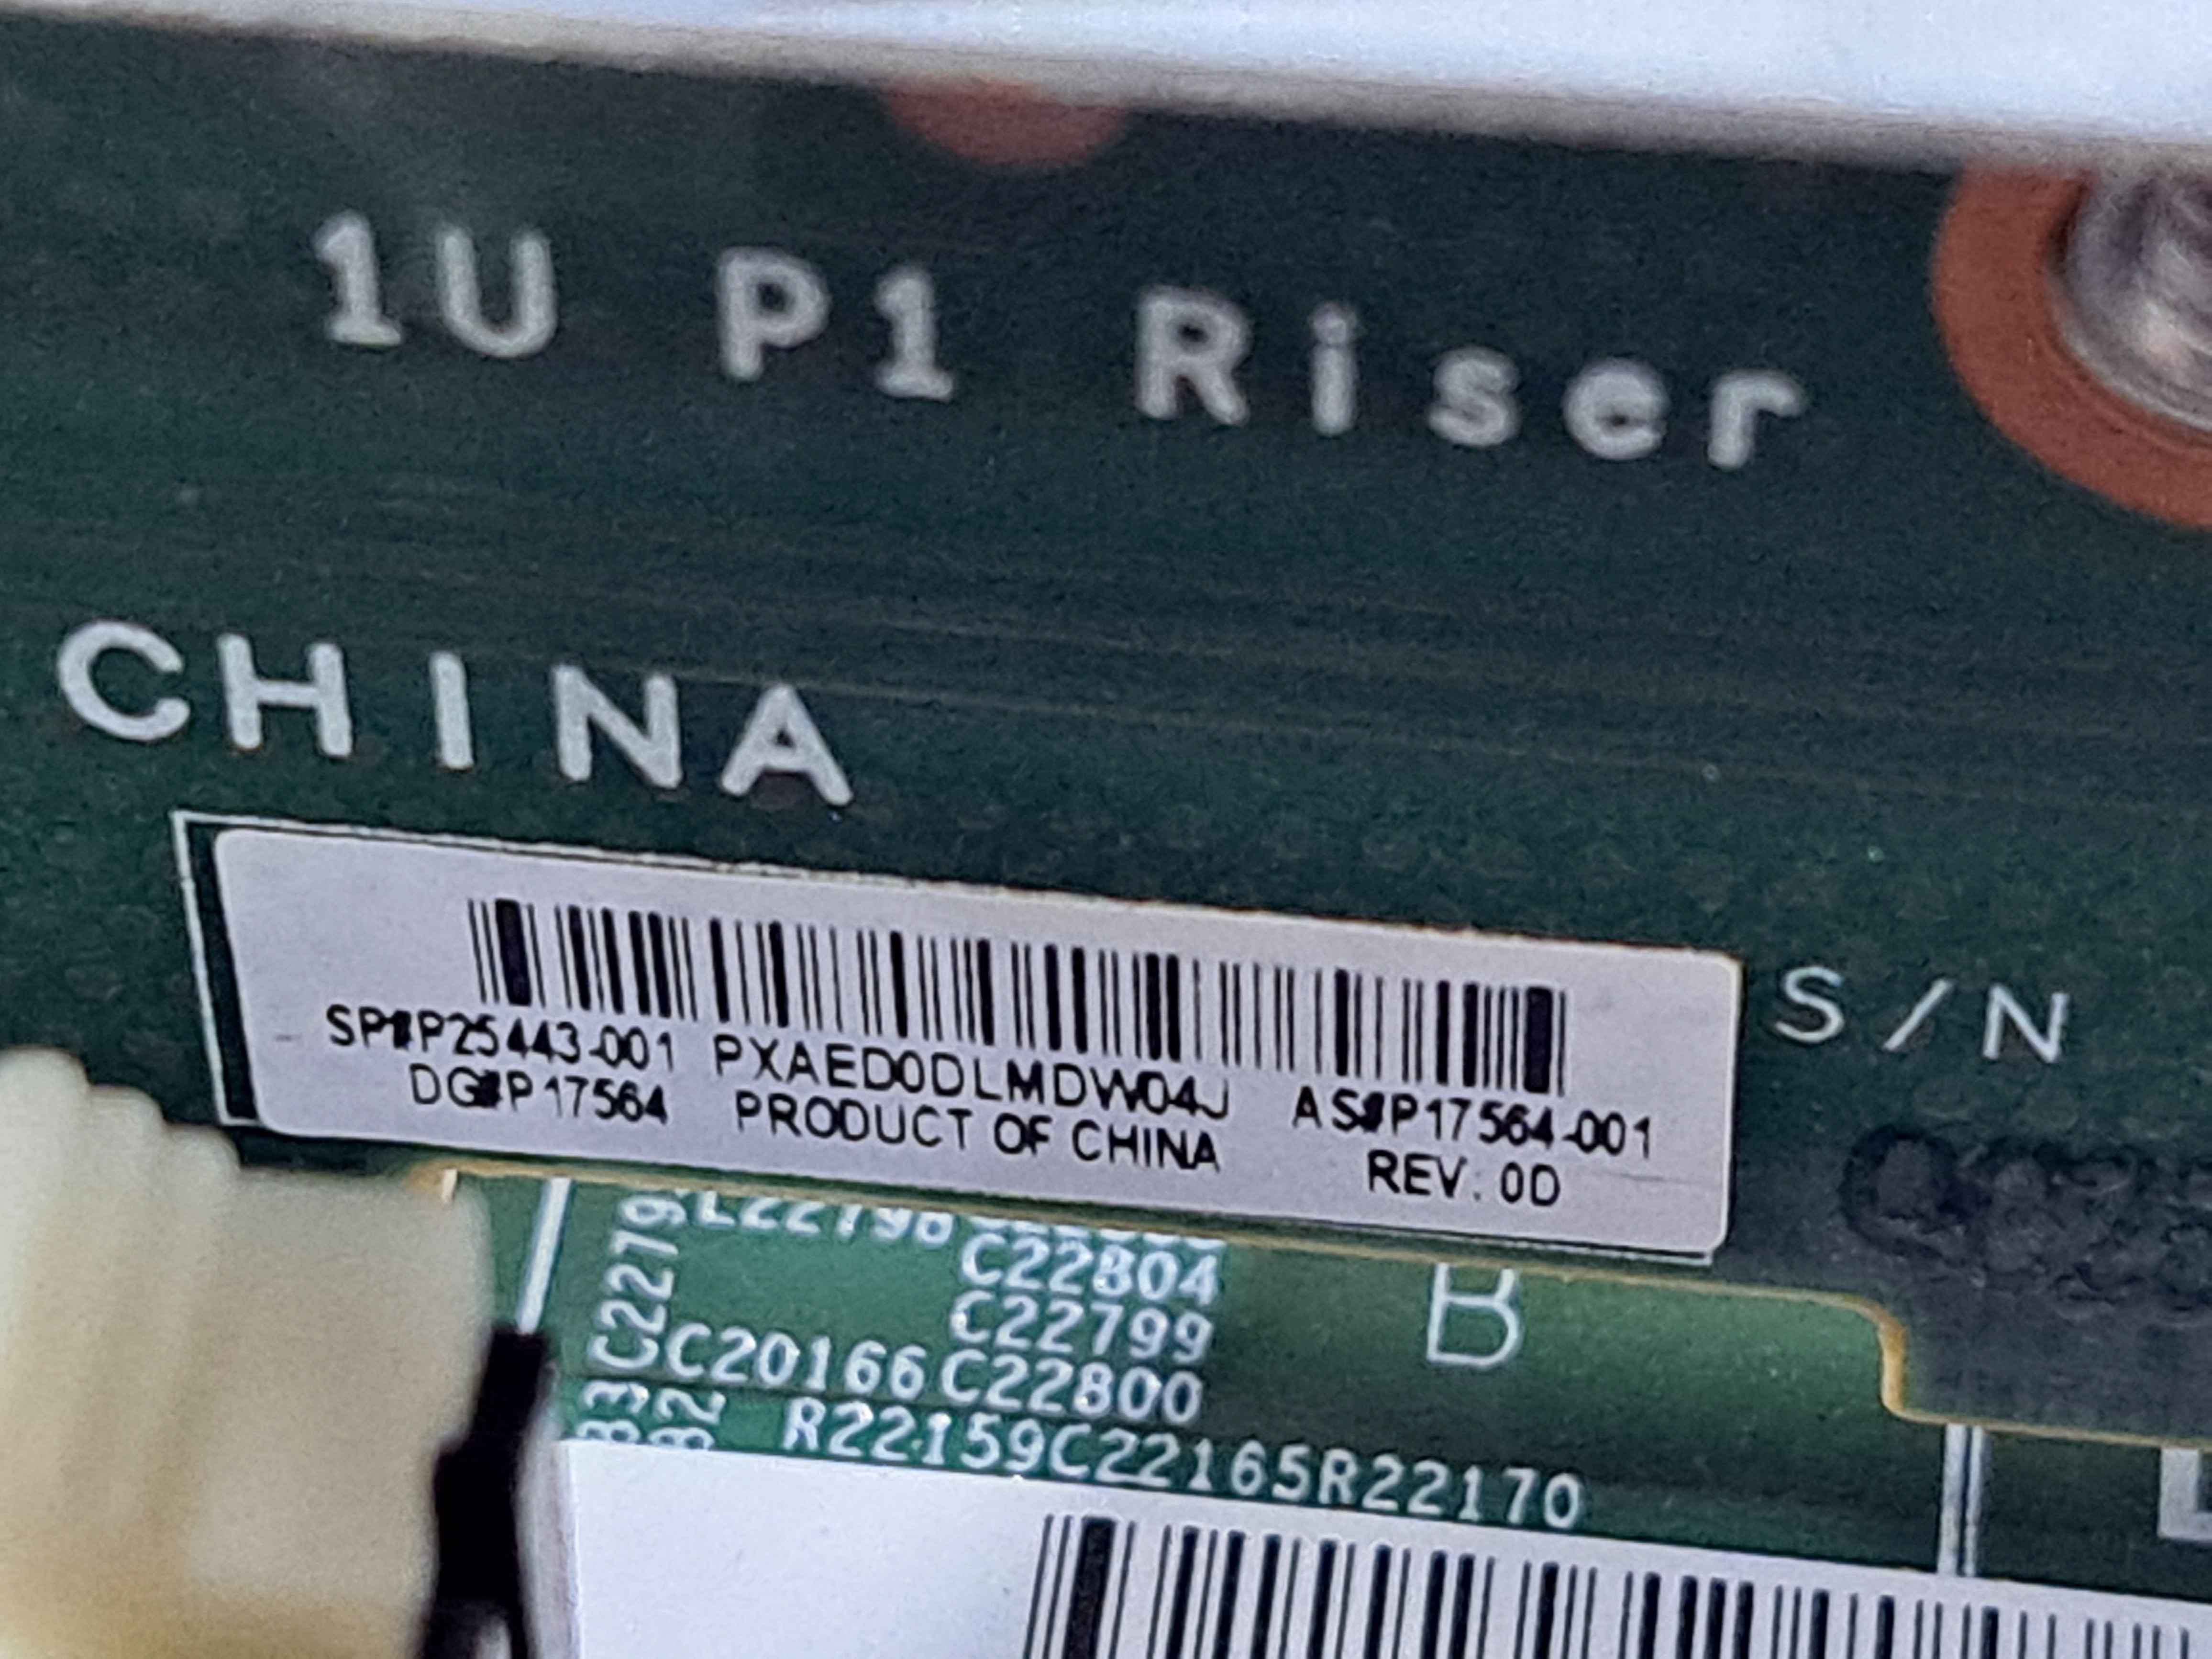 1U P1 Riser
CHINA
S/N
SP#P25443-001 PXAED0DLMDW04J AS#P17564-001
DG#P17564 PRODUCT OF CHINA REV: 0D
C2279
C22804
C22799
B
C20166 C22800
R22159C22165R22170